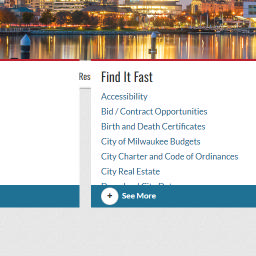 Res
Find It Fast
Accessibility
Bid / Contract Opportunities
Birth and Death Certificates
City of Milwaukee Budgets
City Charter and Code of Ordinances
City Real Estate
See More